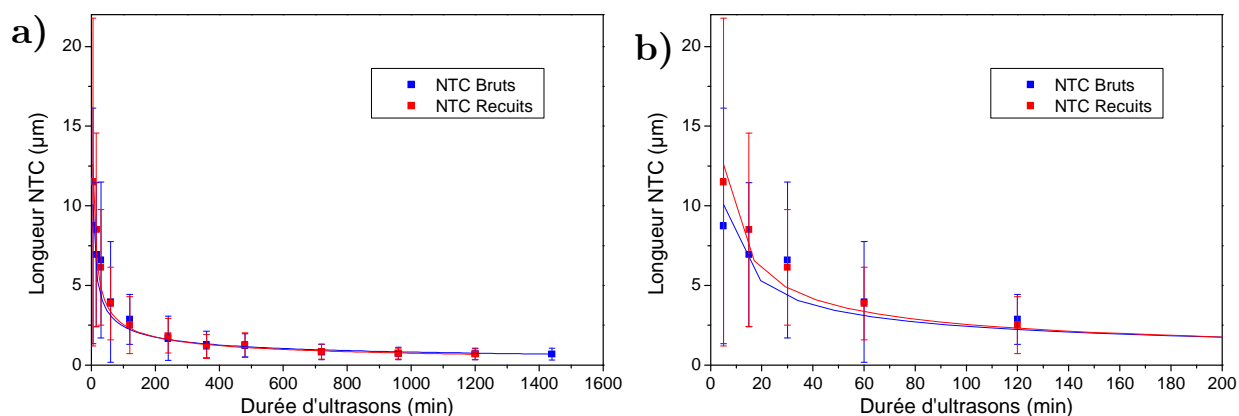 a)
20
15
10
5
0
Longueur NTC (µm)
NTC Bruts
NTC Recuits
0 200 400 600 800 1000 1200 1400 1600
Durée d'ultrasons (min)
b)
20
15
10
5
0
Longueur NTC (µm)
NTC Bruts
NTC Recuits
0 20 40 60 80 100 120 140 160 180 200
Durée d'ultrasons (min)